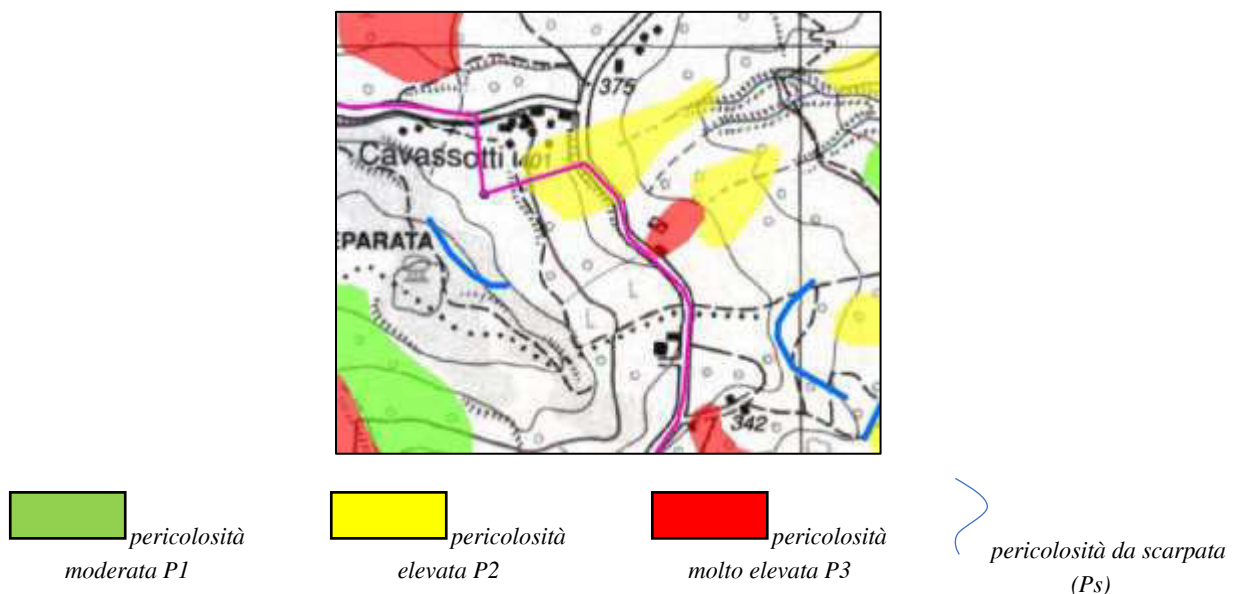 375
Cavassotti 401
EPARATA
L
L
342
pericolosità
moderata P1
pericolosità
elevata P2
pericolosità
molto elevata P3
pericolosità da scarpata
(Ps)